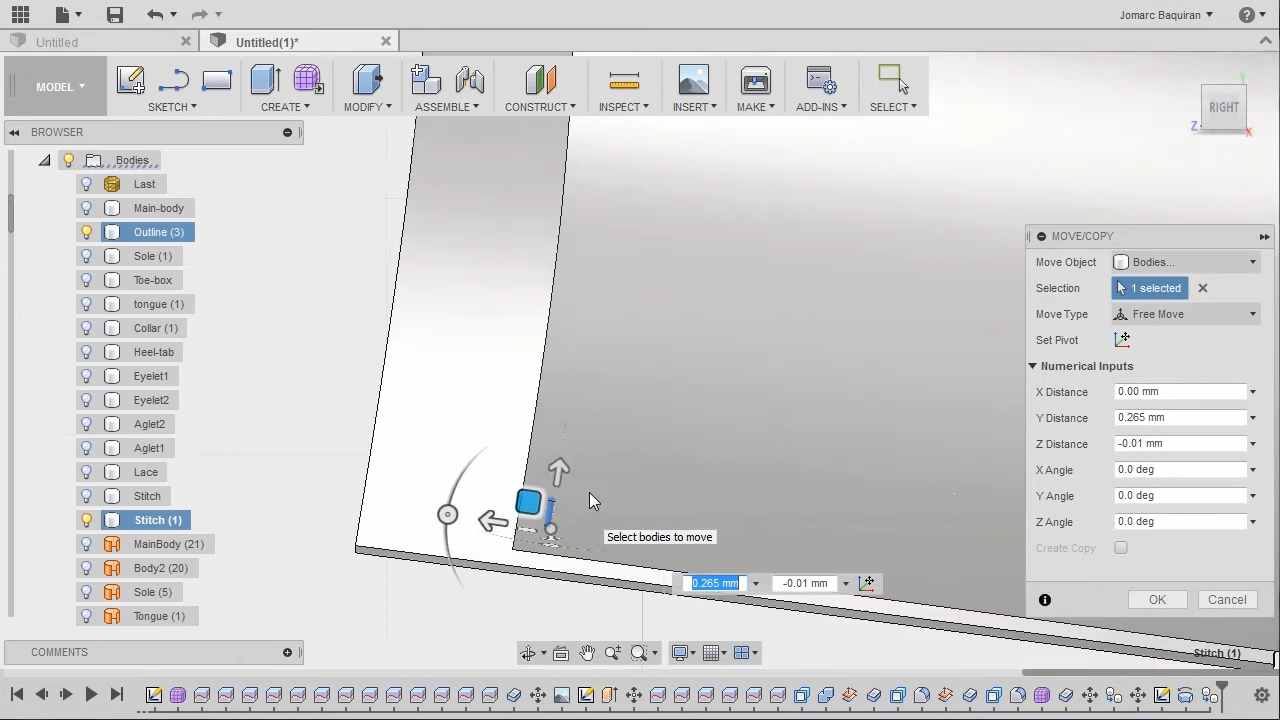 Jomarc Baquiran
Untitled
Untitled(1)*
MODEL
SKETCH
CREATE
MODIFY
ASSEMBLE
CONSTRUCT
INSPECT
INSERT
MAKE
ADD-INS
SELECT
RIGHT
Y
Z
X
BROWSER
Bodies
Last
Main-body
Outline (3)
Sole (1)
Toe-box
tongue (1)
Collar (1)
Heel-tab
Eyelet1
Eyelet2
Aglet2
Aglet1
Lace
Stitch
Stitch (1)
MainBody (21)
Body2 (20)
Sole (5)
Tongue (1)
Select bodies to move
0.265 mm
-0.01 mm
MOVE/COPY
Move Object Bodies...
Selection 1 selected
Move Type Free Move
Set Pivot
Numerical Inputs
X Distance 0.00 mm
Y Distance 0.265 mm
Z Distance -0.01 mm
X Angle 0.0 deg
Y Angle 0.0 deg
Z Angle 0.0 deg
Create Copy
OK Cancel
COMMENTS
Stitch (1)